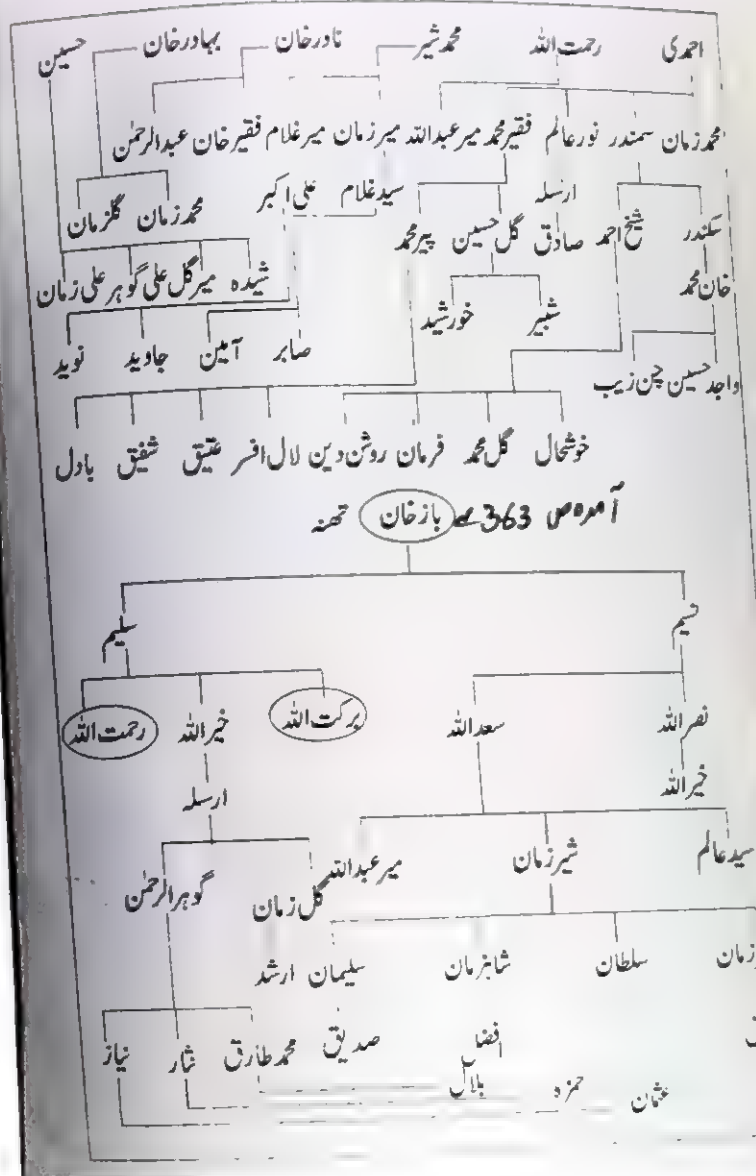 احمدی رحمت اللہ محمد شیر نادر خان بہادر خان حسین
محمد زمان سمندر نور عالم فقیر محمد میر عبداللہ میر زمان میر غلام فقیر خان عبدالرحمٰن
ارسلہ سید غلام علی اکبر محمد زمان گلزمان
سکندر شیخ احمد صادق گل حسین پیر محمد
خان محمد شبیر خورشید شیدہ میر گل علی گوہر علی زمان
صابر آمین جاوید نوید
واجد حسین چن زیب
خوشحال گل محمد فرمان روشن دین لال افسر عتیق شفیق بادل
آمدہ ص 363 سے باز خان تھنہ
نسیم سلیم
نصر اللہ سعد اللہ برکت اللہ خیر اللہ رحمت اللہ
خیر اللہ ارسلہ
سید عالم شیر زمان میر عبداللہ گل زمان گوہر الرحمٰن
زمان سلطان شاہزمان سلیمان ارشد
افضل صدیق محمد طارق نثار نیاز
عثمان حمزہ بلال